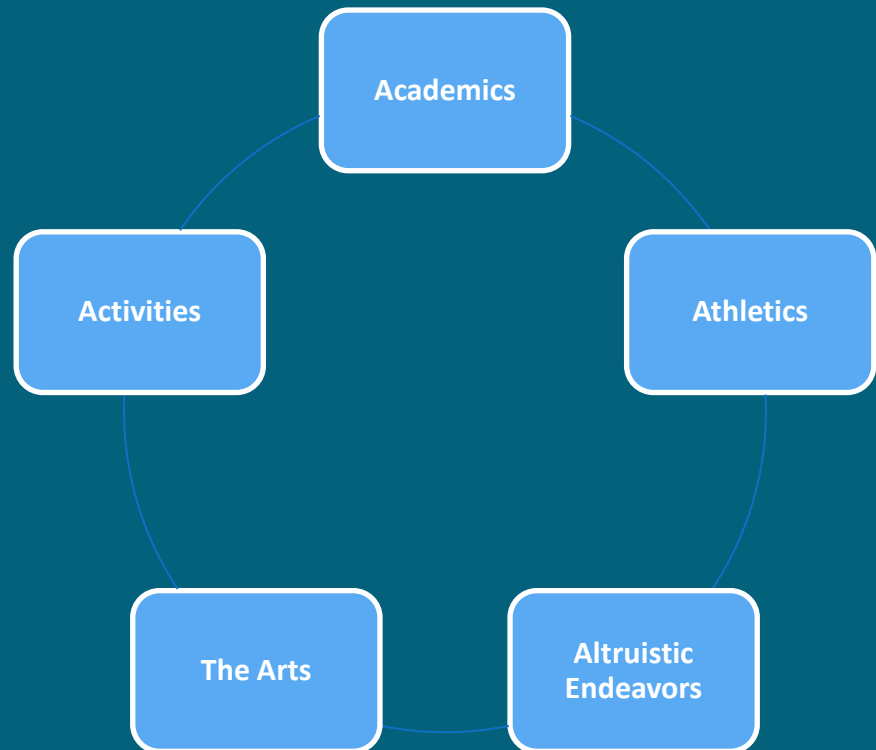 Academics
Activities
Athletics
The Arts
Altruistic
Endeavors